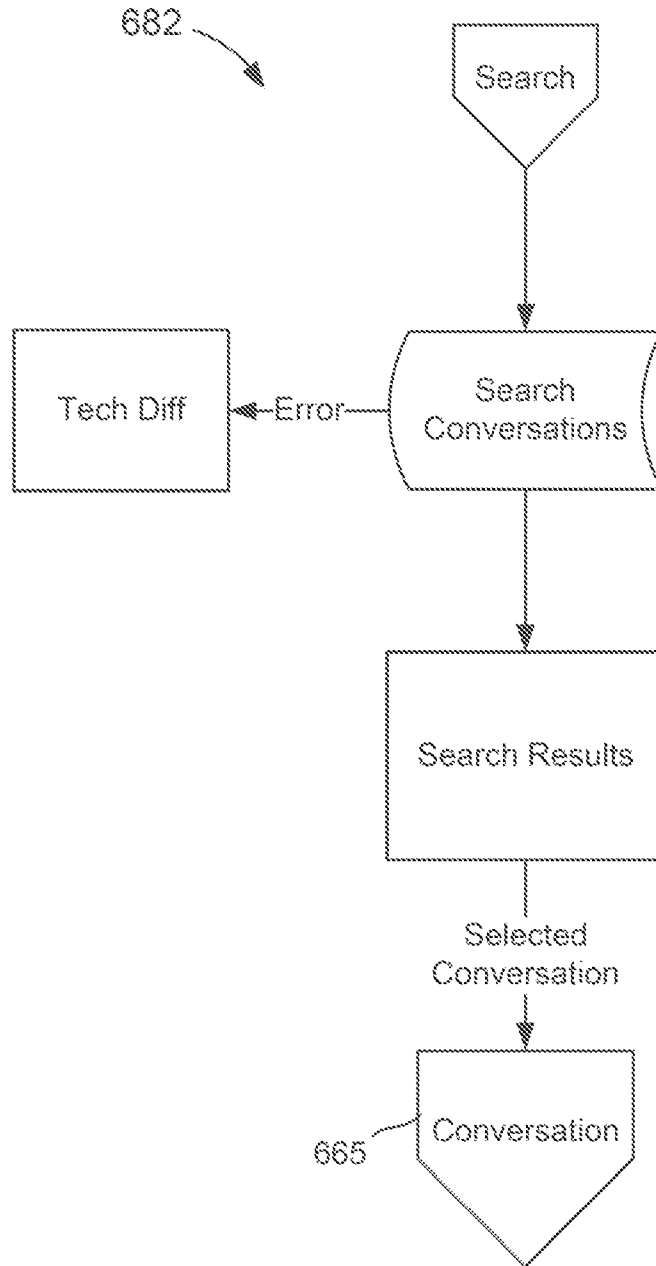 682
Search
Search
Conversations
Error
Tech Diff
Search Results
Selected
Conversation
Conversation
665